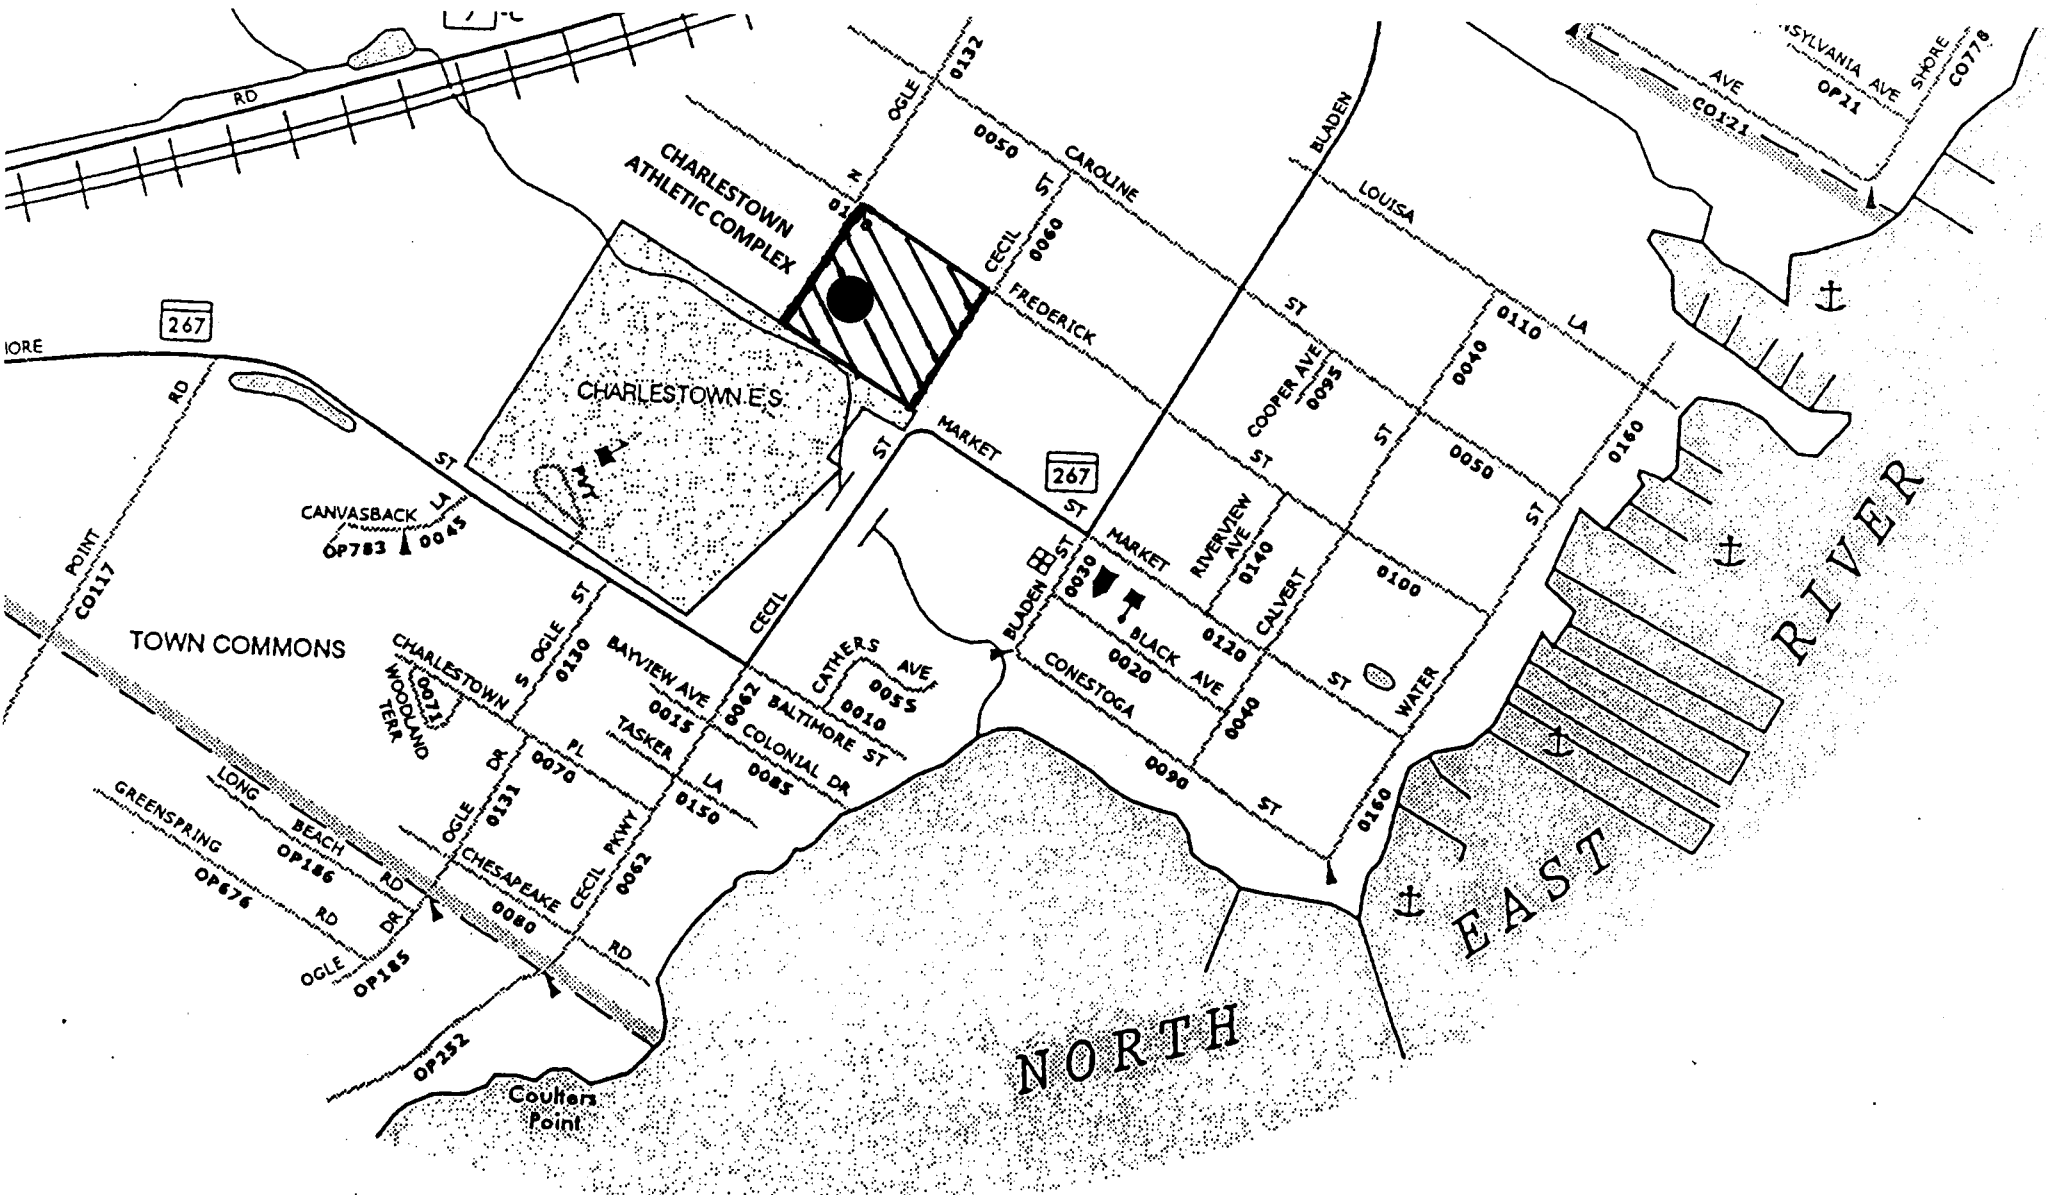 RD
OGLE
0132
N
CHARLESTOWN
ATHLETIC COMPLEX
0050
CAROLINE
ST
BLADEN
LOUISA
LA
0110
AVE
CO121
NSYLVANIA AVE
OP21
SHORE
CO778
CECIL
ST
0060
FREDERICK
ST
267
RD
POINT
CO117
CHARLESTOWN E.S.
ST
MARKET
ST
267
COOPER AVE
0095
0040
ST
0050
0160
ST
CANVASBACK LA
OP783
0045
ST
CECIL
BLADEN ST
0030
MARKET
ST
RIVERVIEW
AVE
0140
CALVERT
0100
0120
BLACK AVE
0020
CONESTOGA
ST
0090
0040
WATER
0160
TOWN COMMONS
CHARLESTOWN
PL
0070
0071
WOODLAND
TERR
S OGLE ST
0130
BAYVIEW AVE
0015
0062
BALTIMORE ST
0010
CATHERS AVE
0055
COLONIAL DR
0085
TASKER LA
0150
OGLE DR
0131
CECIL PKWY
0062
CHESAPEAKE RD
0080
LONG BEACH RD
OP186
GREENSPRING RD
OP676
OGLE DR
OP185
OP252
Coulters
Point
NORTH
EAST
RIVER